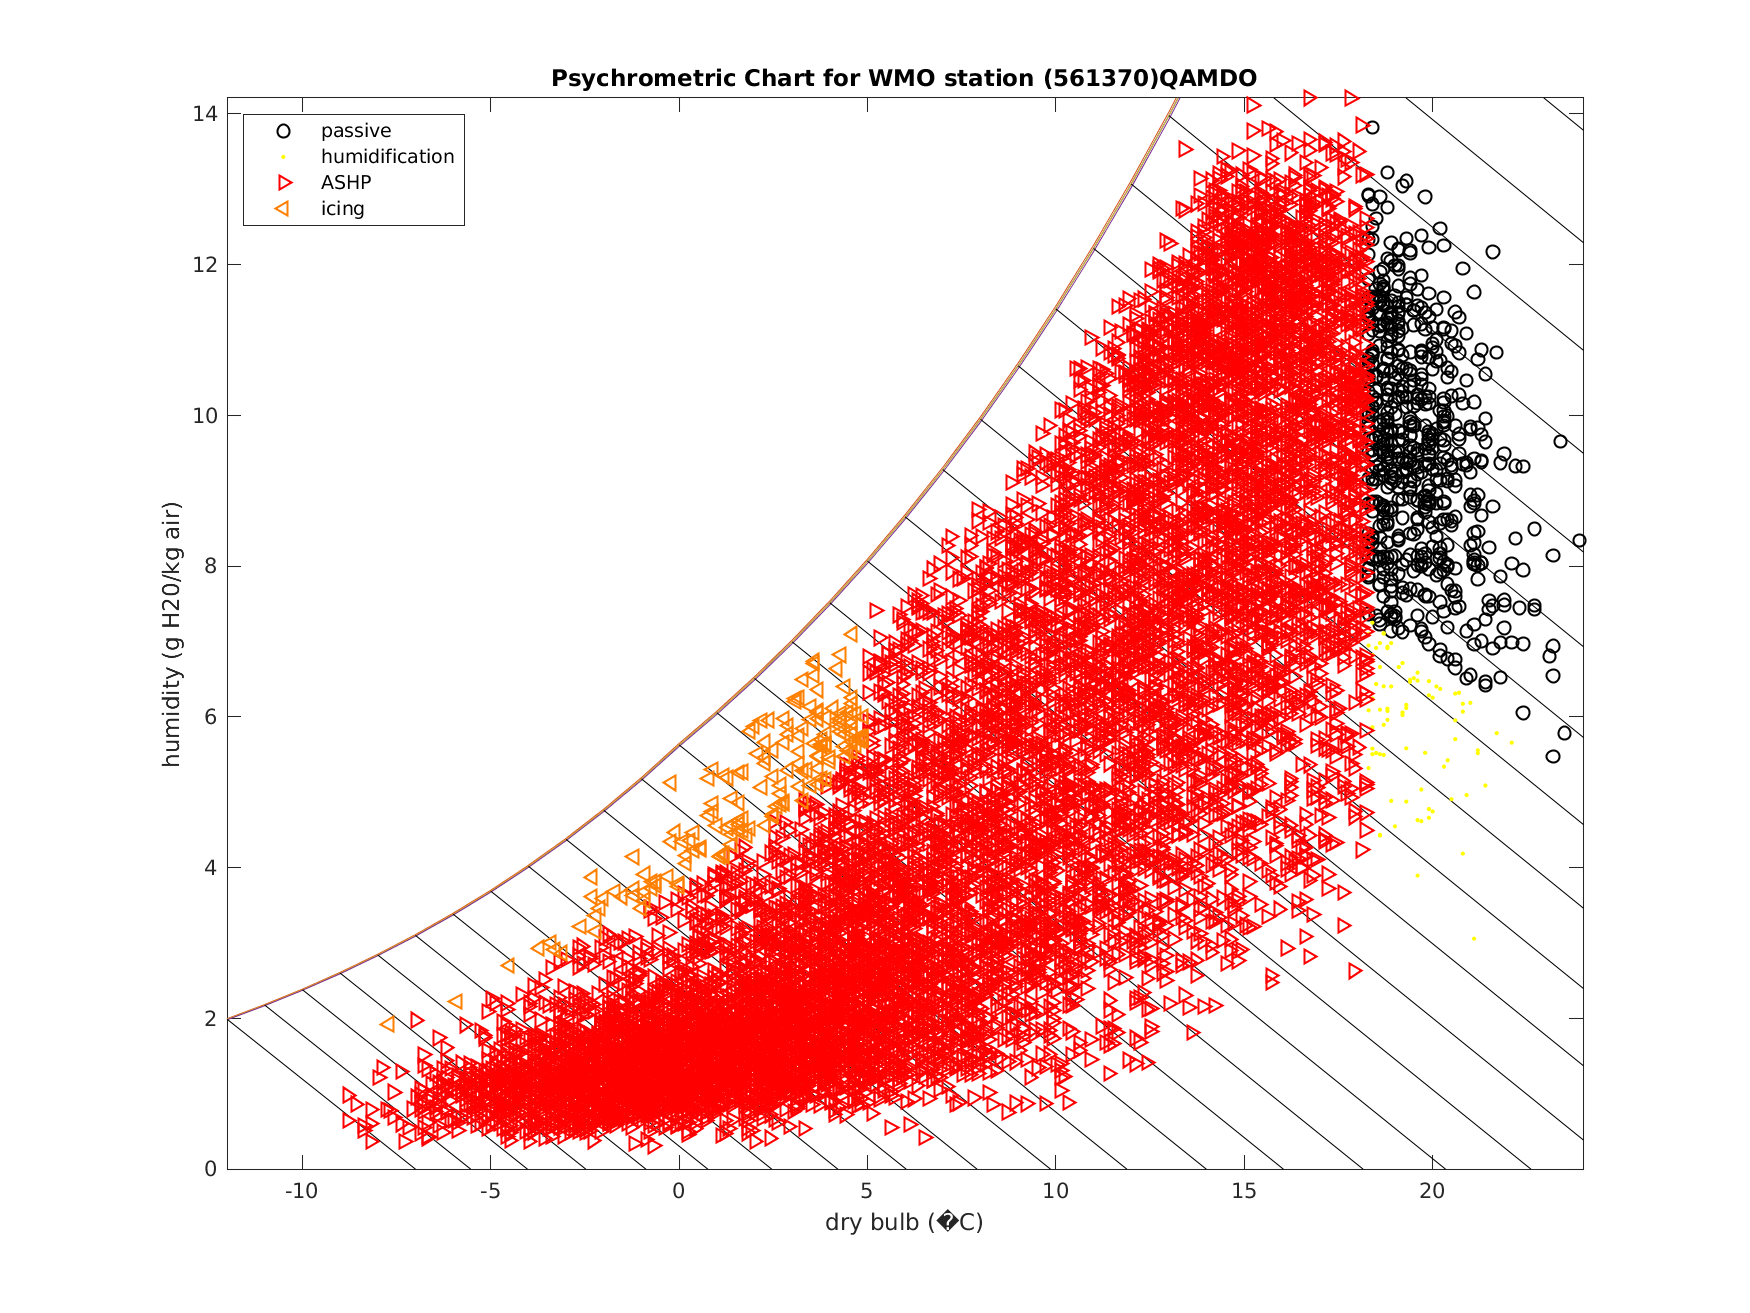 Psychrometric Chart for WMO station (561370)QAMDO
14
12
10
8
6
4
2
0
humidity (g H20/kg air)
passive
humidification
ASHP
icing
-10
-5
0
5
10
15
20
dry bulb (�C)